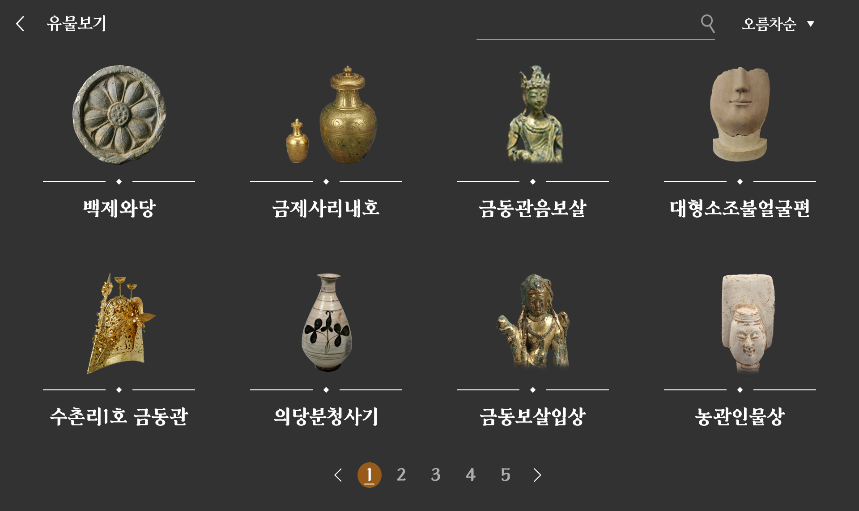 유물보기
오름차순
백제와당
금제사리내호
금동관음보살
대형소조불얼굴편
수촌리1호 금동관
의당분청사기
금동보살입상
농관인물상
1 2 3 4 5